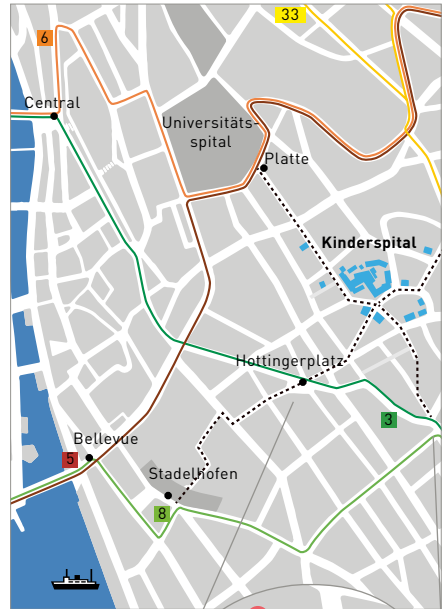 33
6
Central
Universitäts-
spital
Platte
Kinderspital
Hottingerplatz
3
Bellevue
5
Stadelhofen
8